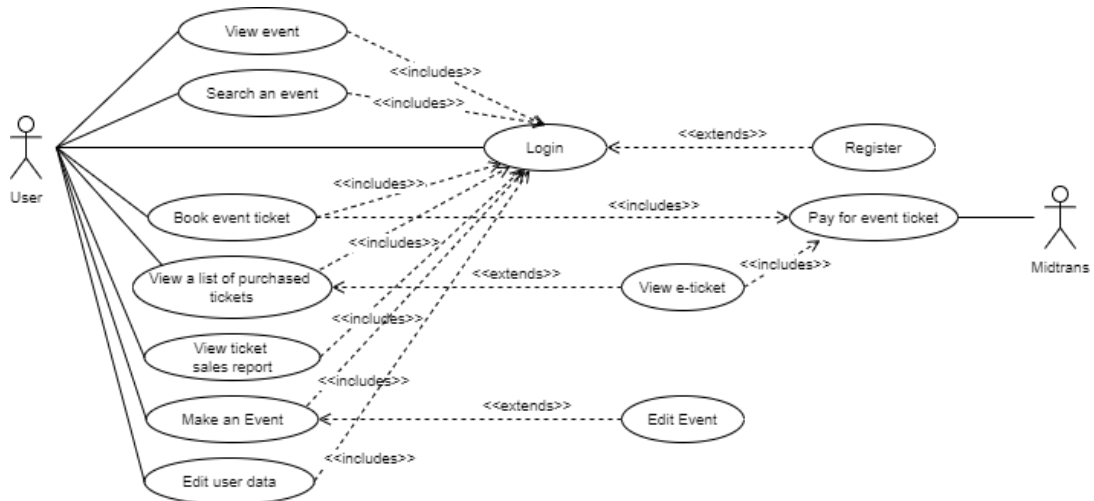 View event
<<includes>>
Search an event
<<includes>>
Login
<<extends>>
Register
User
<<includes>>
Book event ticket
<<includes>>
Pay for event ticket
<<includes>>
<<includes>>
Midtrans
View a list of purchased
tickets
<<extends>>
View e-ticket
<<includes>>
View ticket
sales report
<<includes>>
Make an Event
<<extends>>
Edit Event
<<includes>>
Edit user data